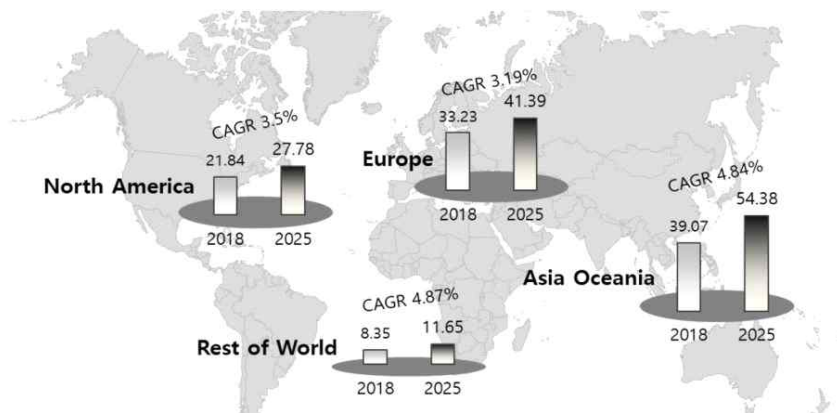 CAGR 3.5%
21.84
27.78
North America
2018
2025
CAGR 3.19%
33.23
41.39
Europe
2018
2025
CAGR 4.84%
39.07
54.38
Asia Oceania
2018
2025
CAGR 4.87%
8.35
11.65
Rest of World
2018
2025